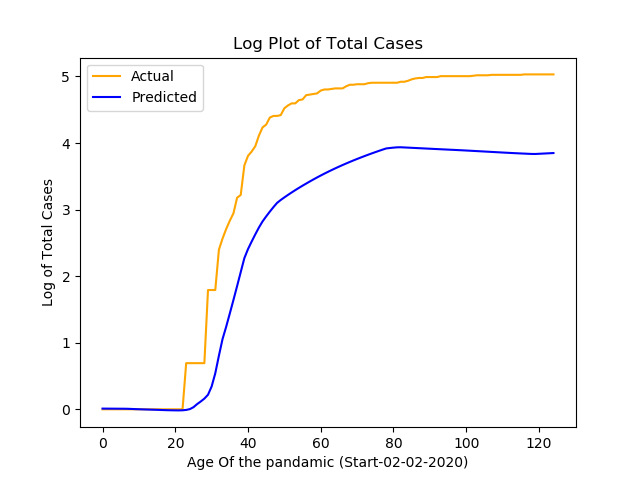 Log Plot of Total Cases
Actual
Predicted
Log of Total Cases
5
4
3
2
1
0
0 20 40 60 80 100 120
Age Of the pandamic (Start-02-02-2020)